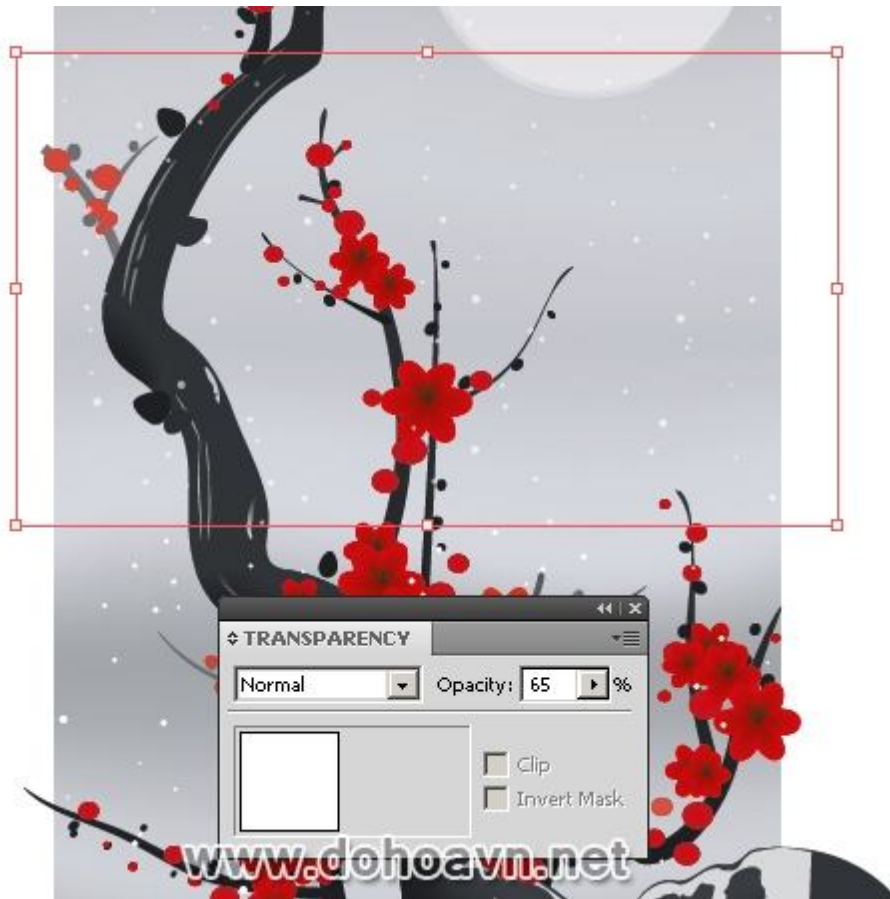 TRANSPARENCY
Normal Opacity: 65 %
Clip
Invert Mask
www.dohoavn.net